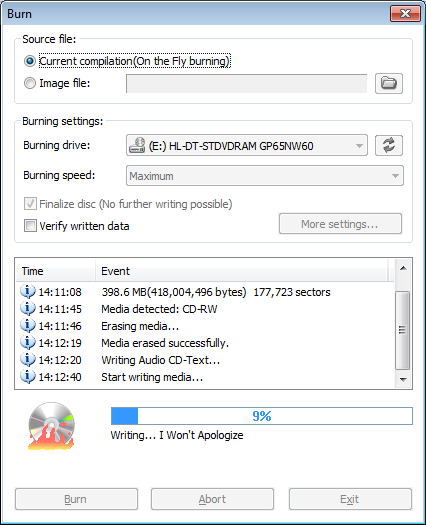 Burn
Source file:
Current compilation(On the Fly burning)
Image file:
Burning settings:
Burning drive: (E:) HL-DT-STDVDRAM GP65NW60
Burning speed: Maximum
Finalize disc (No further writing possible)
Verify written data
More settings...
Time Event
14:11:08 398.6 MB(418,004,496 bytes) 177,723 sectors
14:11:45 Media detected: CD-RW
14:11:46 Erasing media...
14:12:19 Media erased successfully.
14:12:20 Writing Audio CD-Text...
14:12:40 Start writing media...
9%
Writing... I Won't Apologize
Burn Abort Exit